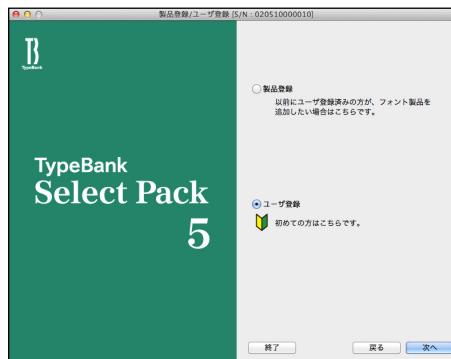 製品登録/ユーザ登録 [S/N : 020510000010]
TB
TypeBank
TypeBank
Select Pack
5
製品登録
以前にユーザ登録済みの方が、フォント製品を
追加したい場合はこちらです。
ユーザ登録
初めての方はこちらです。
終了
戻る
次へ